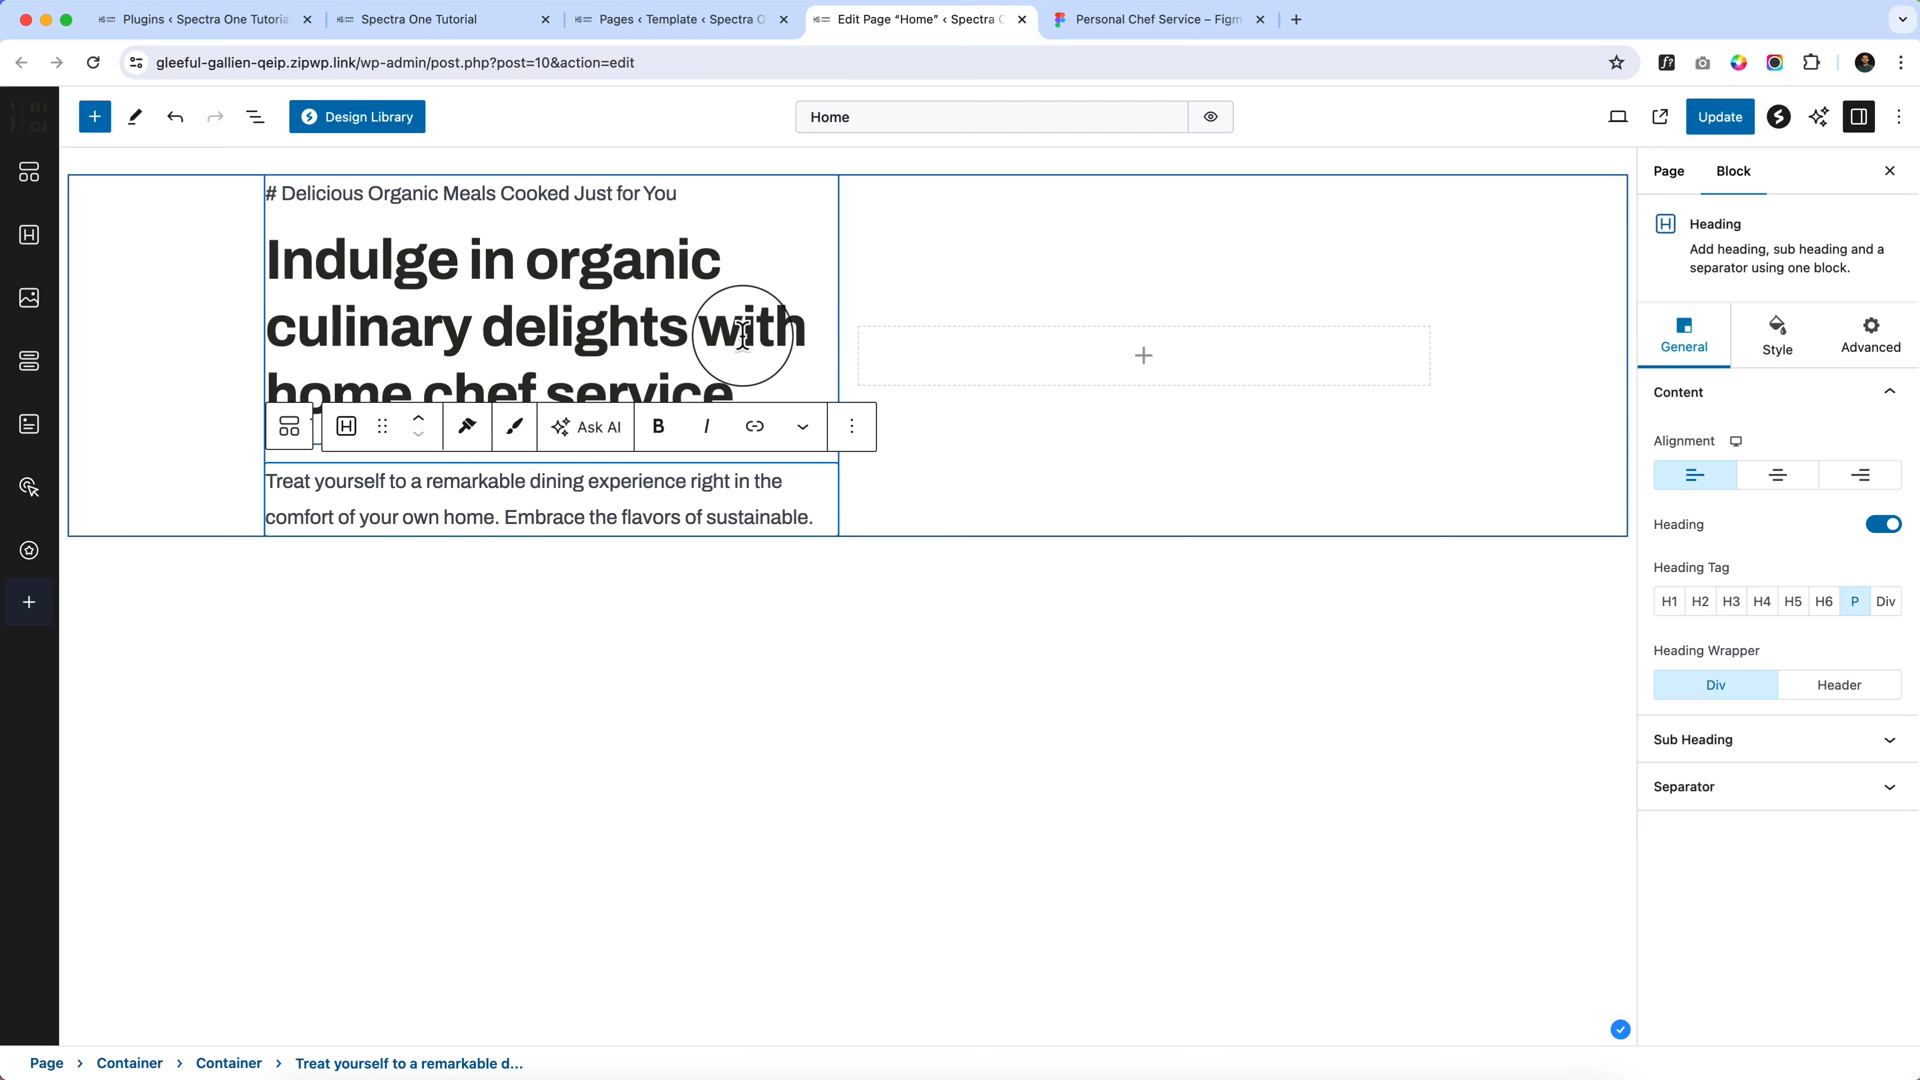 Plugins ‹ Spectra One Tutoria
Spectra One Tutorial
Pages ‹ Template ‹ Spectra O
Edit Page “Home” ‹ Spectra O
Personal Chef Service – Figm
gleeful-gallien-qeip.zipwp.link/wp-admin/post.php?post=10&action=edit
Design Library
Home
Update
Page
Block
# Delicious Organic Meals Cooked Just for You
Indulge in organic
culinary delights with
home chef service
Ask AI
B
I
Treat yourself to a remarkable dining experience right in the
comfort of your own home. Embrace the flavors of sustainable.
Heading
Add heading, sub heading and a
separator using one block.
General
Style
Advanced
Content
Alignment
Heading
Heading Tag
H1 H2 H3 H4 H5 H6 P Div
Heading Wrapper
Div
Header
Sub Heading
Separator
Page › Container › Container › Treat yourself to a remarkable d...